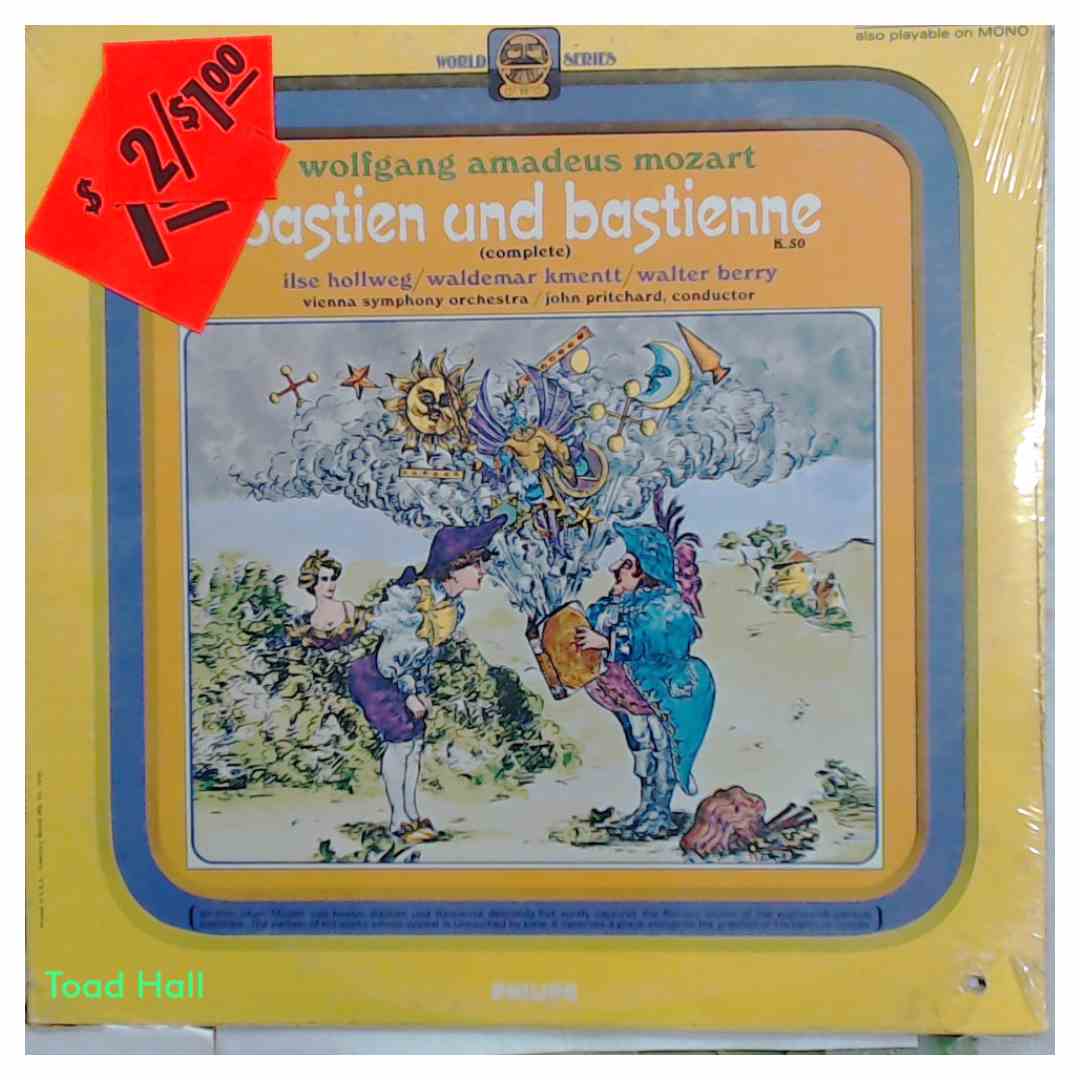 also playable on MONO
WORLD SERIES
2/$1.00
$1
wolfgang amadeus mozart
bastien und bastienne
(complete) K. 50
ilse hollweg/waldemar kmentt/walter berry
vienna symphony orchestra / john pritchard, conductor
Toad Hall
PHILIPS